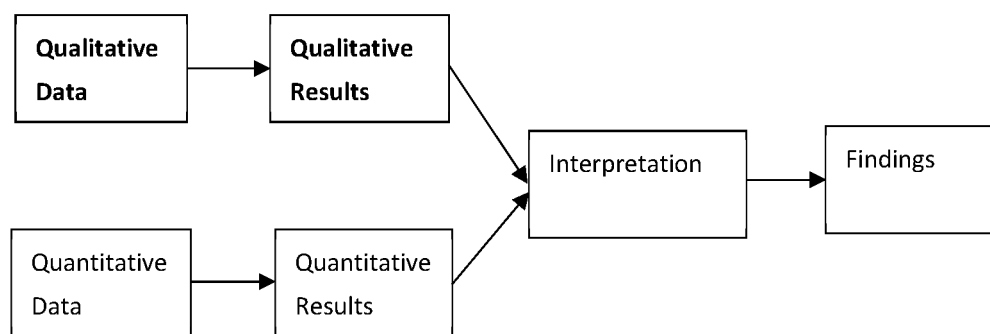 Qualitative
Data
Qualitative
Results
Interpretation
Findings
Quantitative
Data
Quantitative
Results